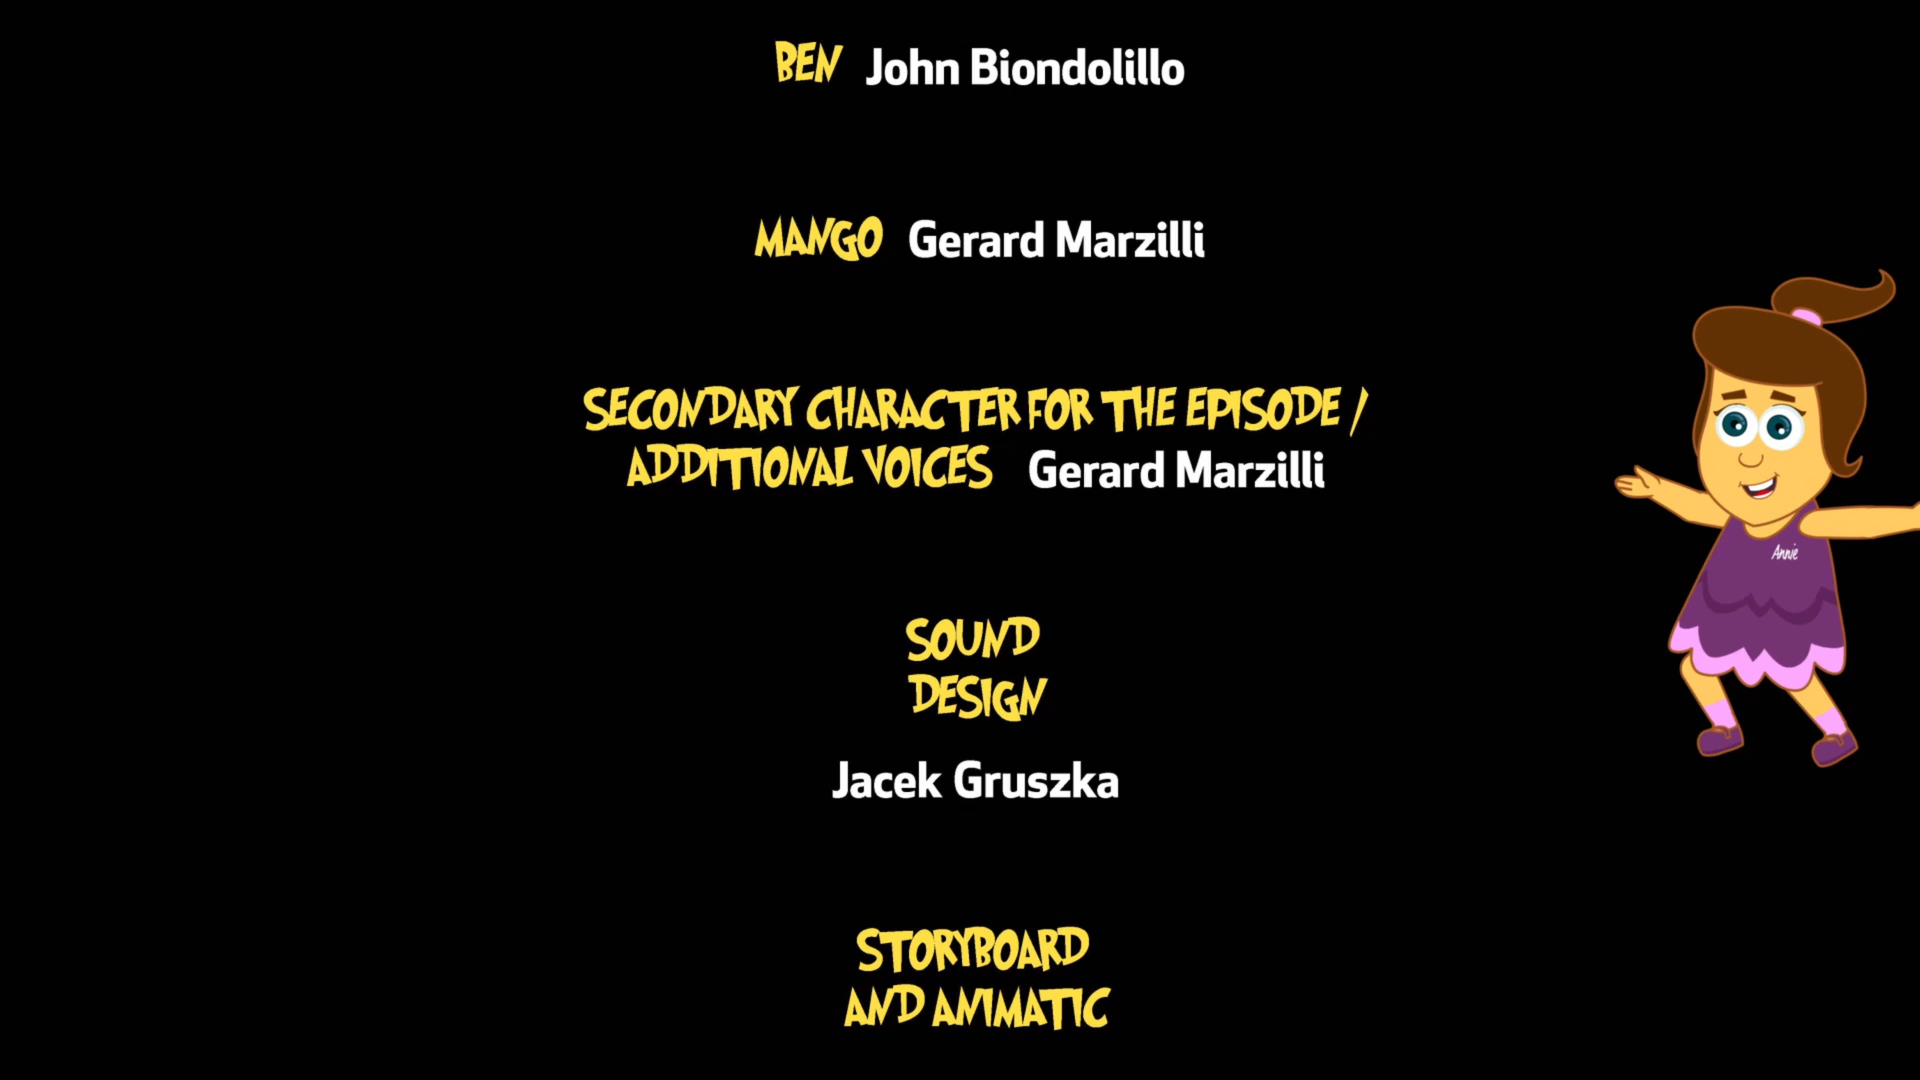 BEN John Biondolillo
MANGO Gerard Marzilli
SECONDARY CHARACTER FOR THE EPISODE /
ADDITIONAL VOICES Gerard Marzilli
Annie
SOUND
DESIGN
Jacek Gruszka
STORYBOARD
AND ANIMATIC